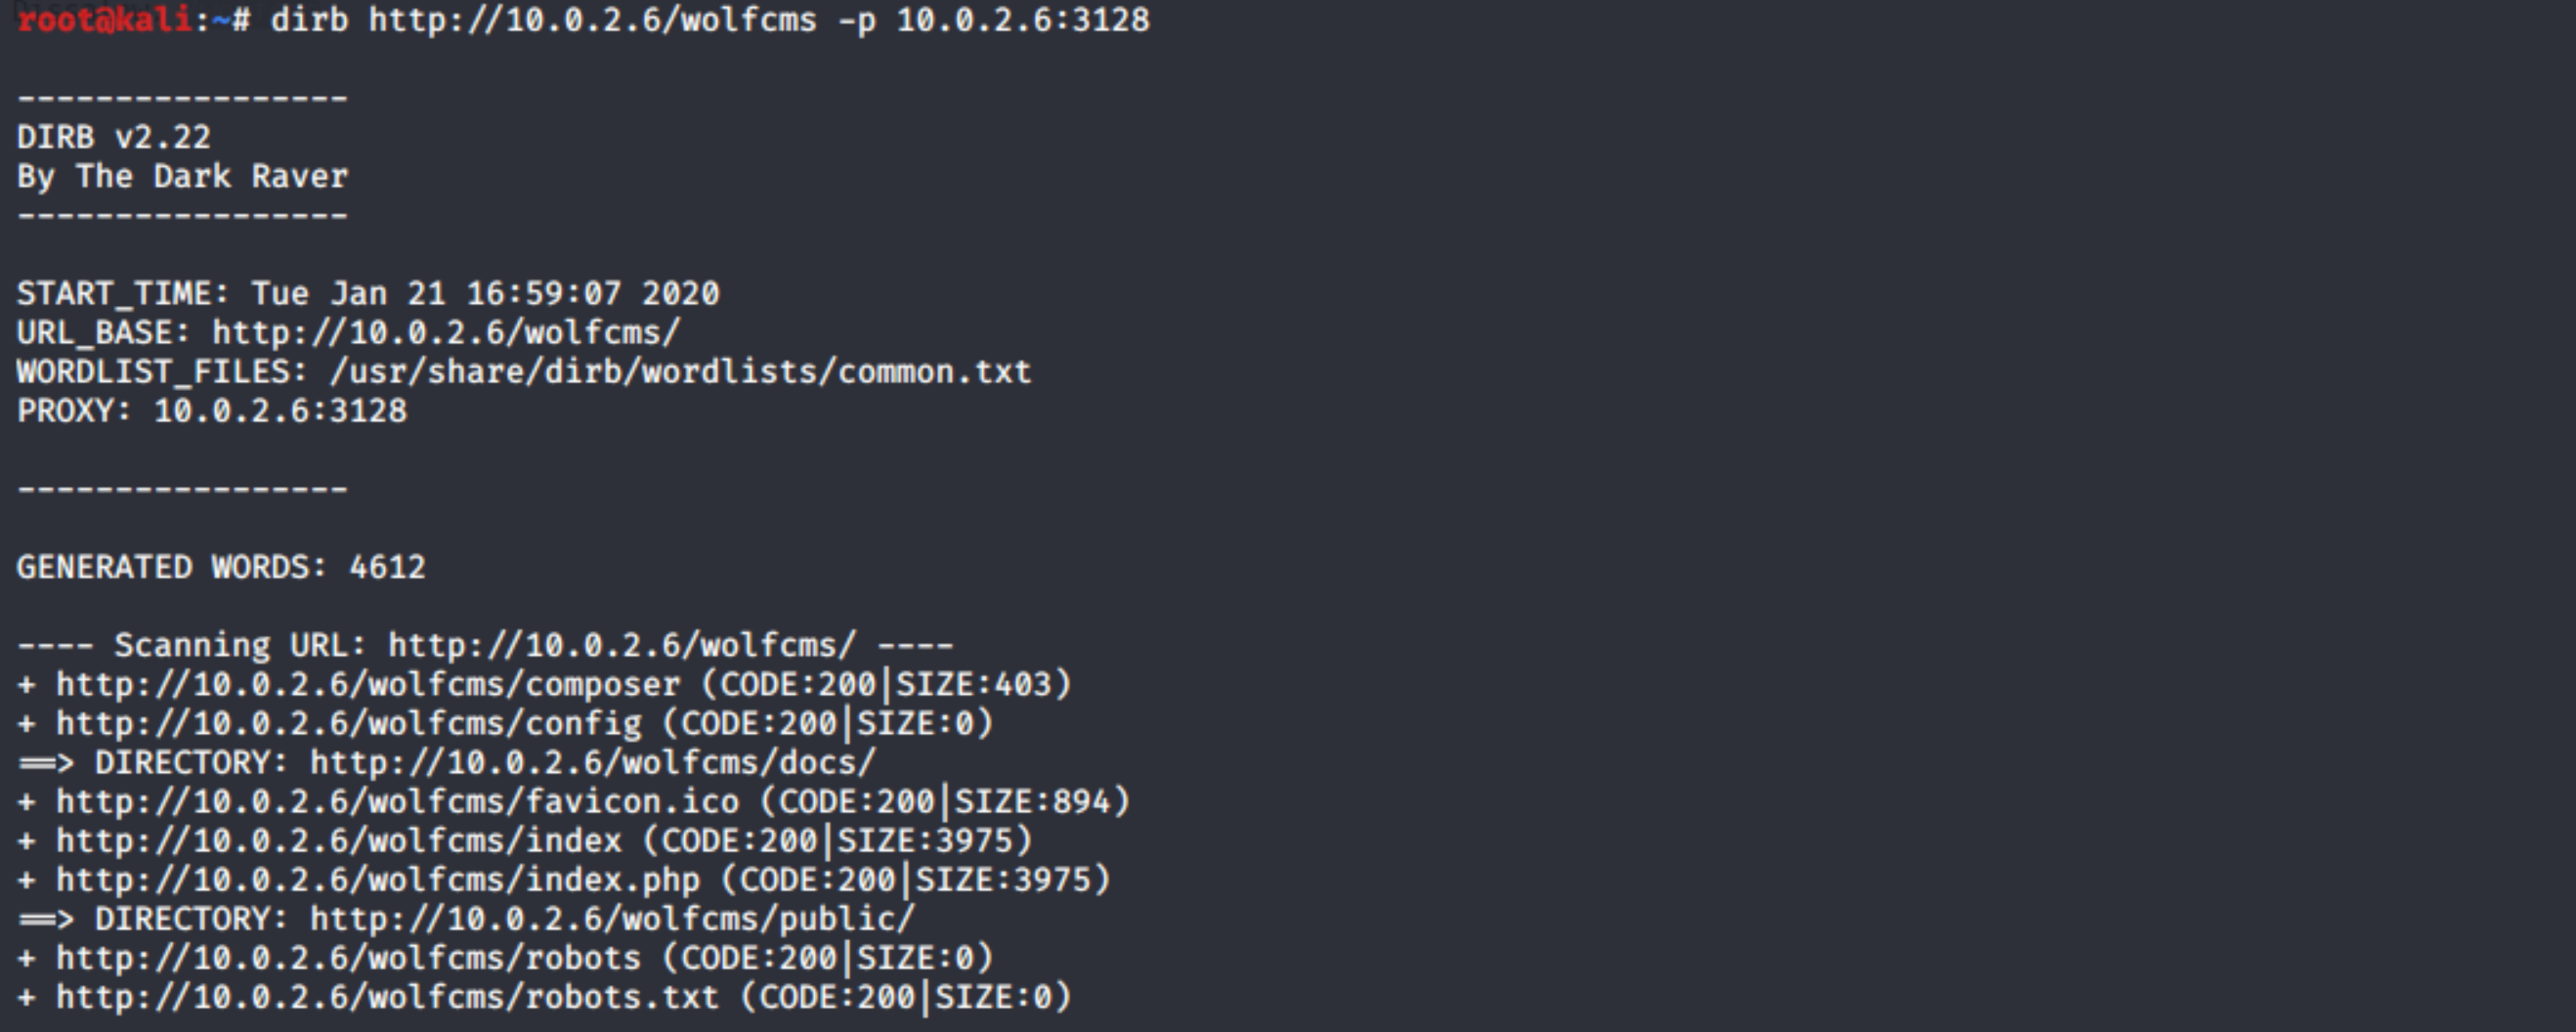 root@kali:~# dirb http://10.0.2.6/wolfcms -p 10.0.2.6:3128
-----------------
DIRB v2.22
By The Dark Raver
-----------------
START_TIME: Tue Jan 21 16:59:07 2020
URL_BASE: http://10.0.2.6/wolfcms/
WORDLIST_FILES: /usr/share/dirb/wordlists/common.txt
PROXY: 10.0.2.6:3128
-----------------
GENERATED WORDS: 4612
---- Scanning URL: http://10.0.2.6/wolfcms/ ----
+ http://10.0.2.6/wolfcms/composer (CODE:200|SIZE:403)
+ http://10.0.2.6/wolfcms/config (CODE:200|SIZE:0)
==> DIRECTORY: http://10.0.2.6/wolfcms/docs/
+ http://10.0.2.6/wolfcms/favicon.ico (CODE:200|SIZE:894)
+ http://10.0.2.6/wolfcms/index (CODE:200|SIZE:3975)
+ http://10.0.2.6/wolfcms/index.php (CODE:200|SIZE:3975)
==> DIRECTORY: http://10.0.2.6/wolfcms/public/
+ http://10.0.2.6/wolfcms/robots (CODE:200|SIZE:0)
+ http://10.0.2.6/wolfcms/robots.txt (CODE:200|SIZE:0)